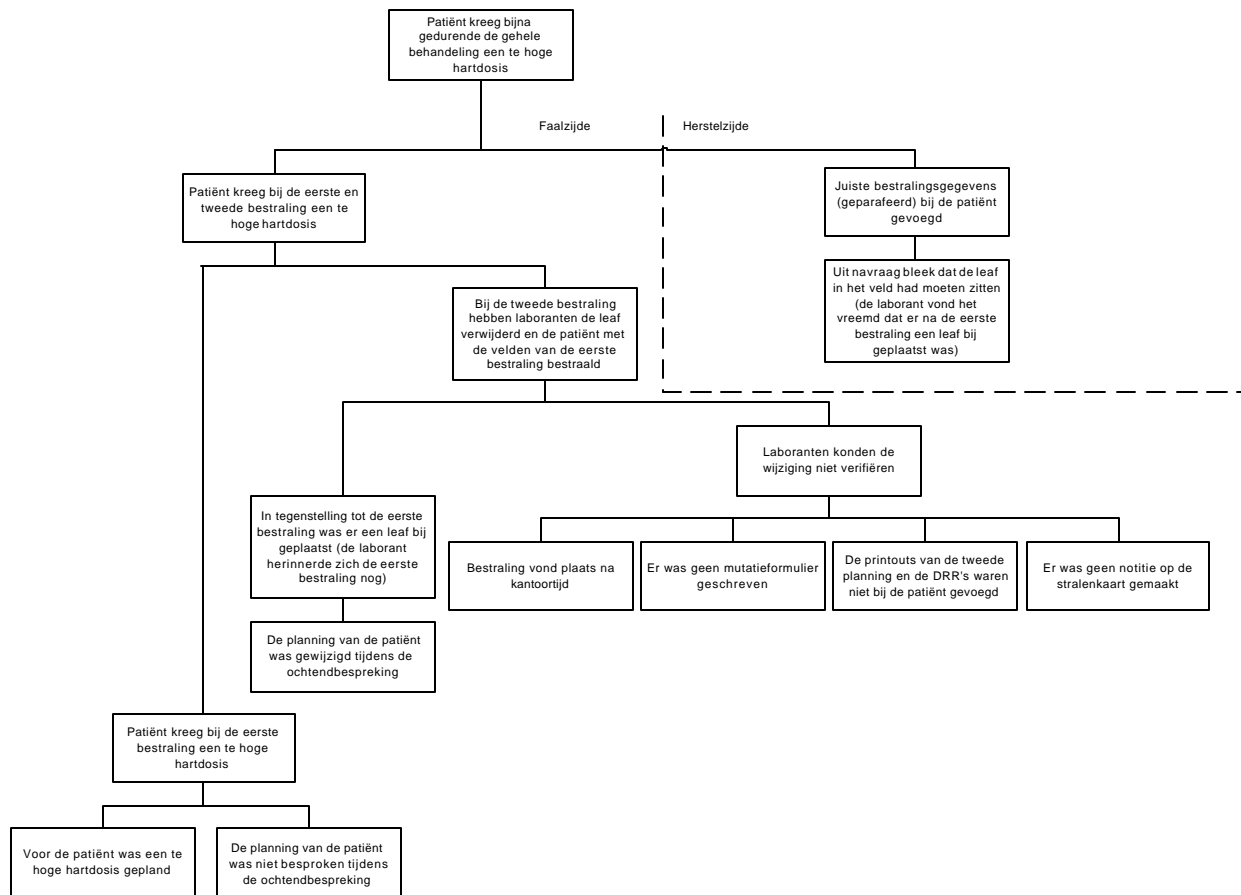 Patiënt kreeg bijna
gedurende de gehele
behandeling een te hoge
hartdosis
Faalzijde
Herstelzijde
Patiënt kreeg bij de eerste en
tweede bestraling een te
hoge hartdosis
Juiste bestralingsgegevens
(geparafeerd) bij de patiënt
gevoegd
Uit navraag bleek dat de leaf
in het veld had moeten zitten
(de laborant vond het
vreemd dat er na de eerste
bestraling een leaf bij
geplaatst was)
Bij de tweede bestraling
hebben laboranten de leaf
verwijderd en de patiënt met
de velden van de eerste
bestraling bestraald
Laboranten konden de
wijziging niet verifiëren
In tegenstelling tot de eerste
bestraling was er een leaf bij
geplaatst (de laborant
herinnerde zich de eerste
bestraling nog)
Bestraling vond plaats na
kantoortijd
Er was geen mutatieformulier
geschreven
De printouts van de tweede
planning en de DRR's waren
niet bij de patiënt gevoegd
Er was geen notitie op de
stralenkaart gemaakt
De planning van de patiënt
was gewijzigd tijdens de
ochtendbespreking
Patiënt kreeg bij de eerste
bestraling een te hoge
hartdosis
Voor de patiënt was een te
hoge hartdosis gepland
De planning van de patiënt
was niet besproken tijdens
de ochtendbespreking